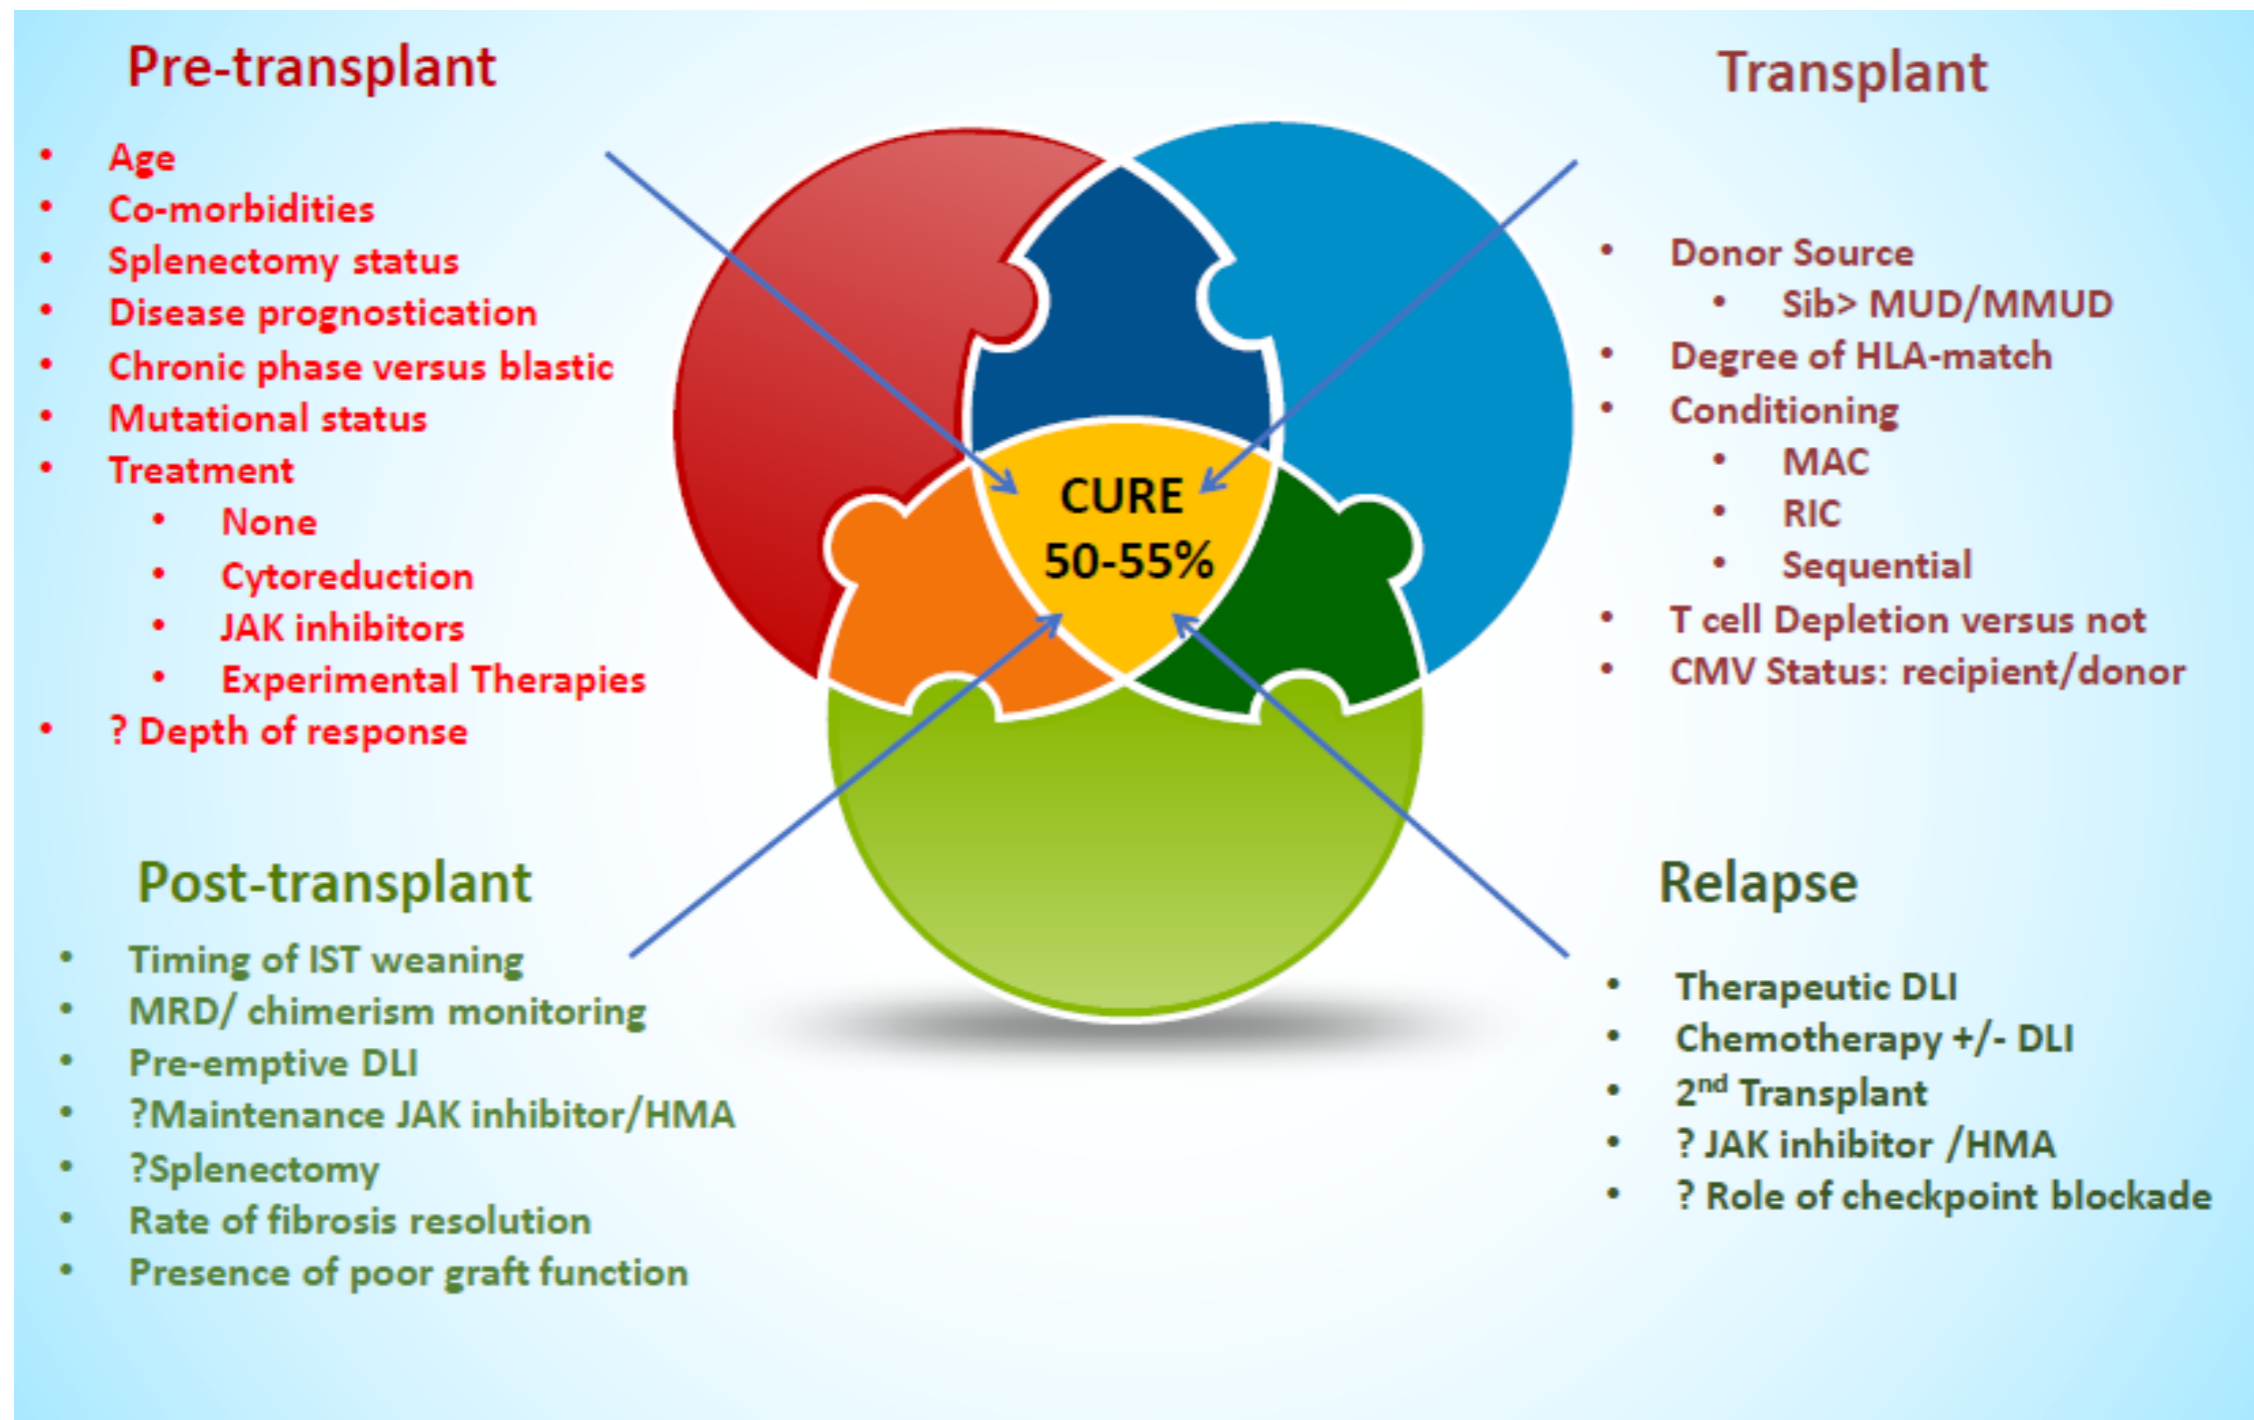 Pre-transplant
• Age
• Co-morbidities
• Splenectomy status
• Disease prognostication
• Chronic phase versus blastic
• Mutational status
• Treatment
• None
• Cytoreduction
• JAK inhibitors
• Experimental Therapies
• ? Depth of response
Transplant
• Donor Source
• Sib> MUD/MMUD
• Degree of HLA-match
• Conditioning
• MAC
• RIC
• Sequential
• T cell Depletion versus not
• CMV Status: recipient/donor
CURE
50-55%
Post-transplant
• Timing of IST weaning
• MRD/ chimerism monitoring
• Pre-emptive DLI
• ?Maintenance JAK inhibitor/HMA
• ?Splenectomy
• Rate of fibrosis resolution
• Presence of poor graft function
Relapse
• Therapeutic DLI
• Chemotherapy +/- DLI
• 2nd Transplant
• ? JAK inhibitor /HMA
• ? Role of checkpoint blockade